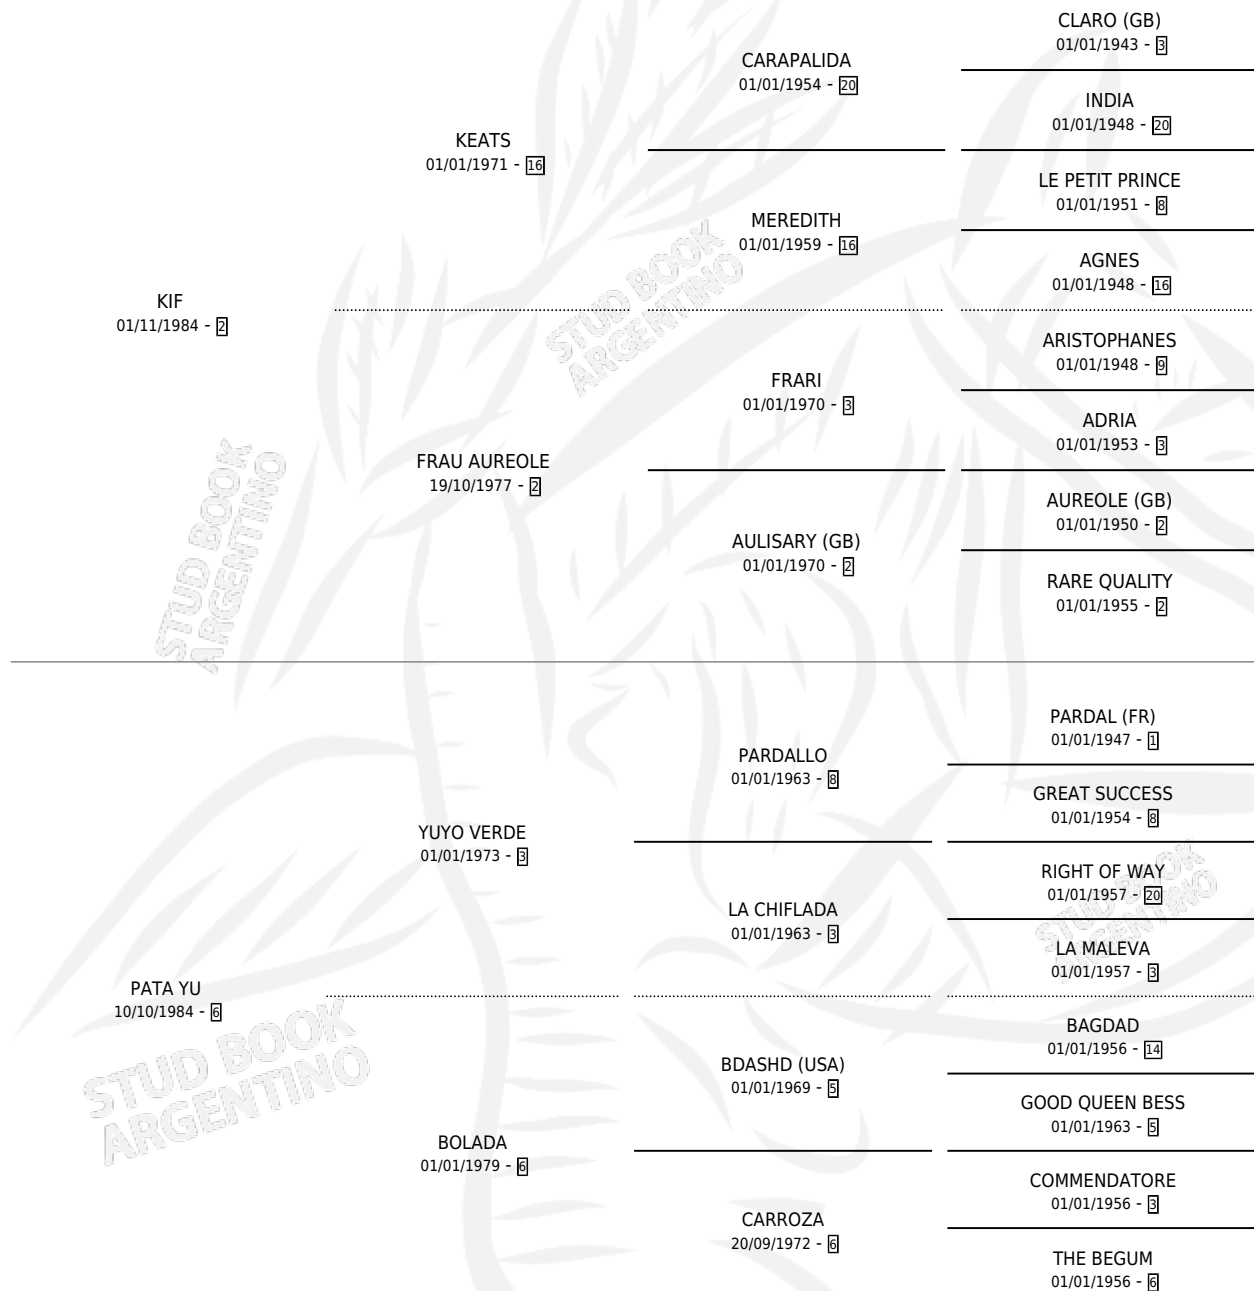 CLARO (GB)
01/01/1943 - 3
CARAPALIDA
01/01/1954 - 20
INDIA
01/01/1948 - 20
KEATS
01/01/1971 - 16
LE PETIT PRINCE
01/01/1951 - 8
MEREDITH
01/01/1959 - 16
AGNES
01/01/1948 - 16
KIF
01/11/1984 - 2
STUD BOOK
ARGENTINO
ARISTOPHANES
01/01/1948 - 9
FRARI
01/01/1970 - 3
ADRIA
01/01/1953 - 3
FRAU AUREOLE
19/10/1977 - 2
AUREOLE (GB)
01/01/1950 - 2
AULISARY (GB)
01/01/1970 - 2
RARE QUALITY
01/01/1955 - 2
STUD BOOK
ARGENTINO
PARDAL (FR)
01/01/1947 - 1
PARDALLO
01/01/1963 - 8
GREAT SUCCESS
01/01/1954 - 8
YUYO VERDE
01/01/1973 - 3
RIGHT OF WAY
01/01/1957 - 20
LA CHIFLADA
01/01/1963 - 3
STUD BOOK
ARGENTINO
LA MALEVA
01/01/1957 - 3
PATA YU
10/10/1984 - 6
BAGDAD
01/01/1956 - 14
STUD BOOK
ARGENTINO
BDASHD (USA)
01/01/1969 - 5
GOOD QUEEN BESS
01/01/1963 - 5
BOLADA
01/01/1979 - 6
COMMENDATORE
01/01/1956 - 3
CARROZA
20/09/1972 - 6
THE BEGUM
01/01/1956 - 6